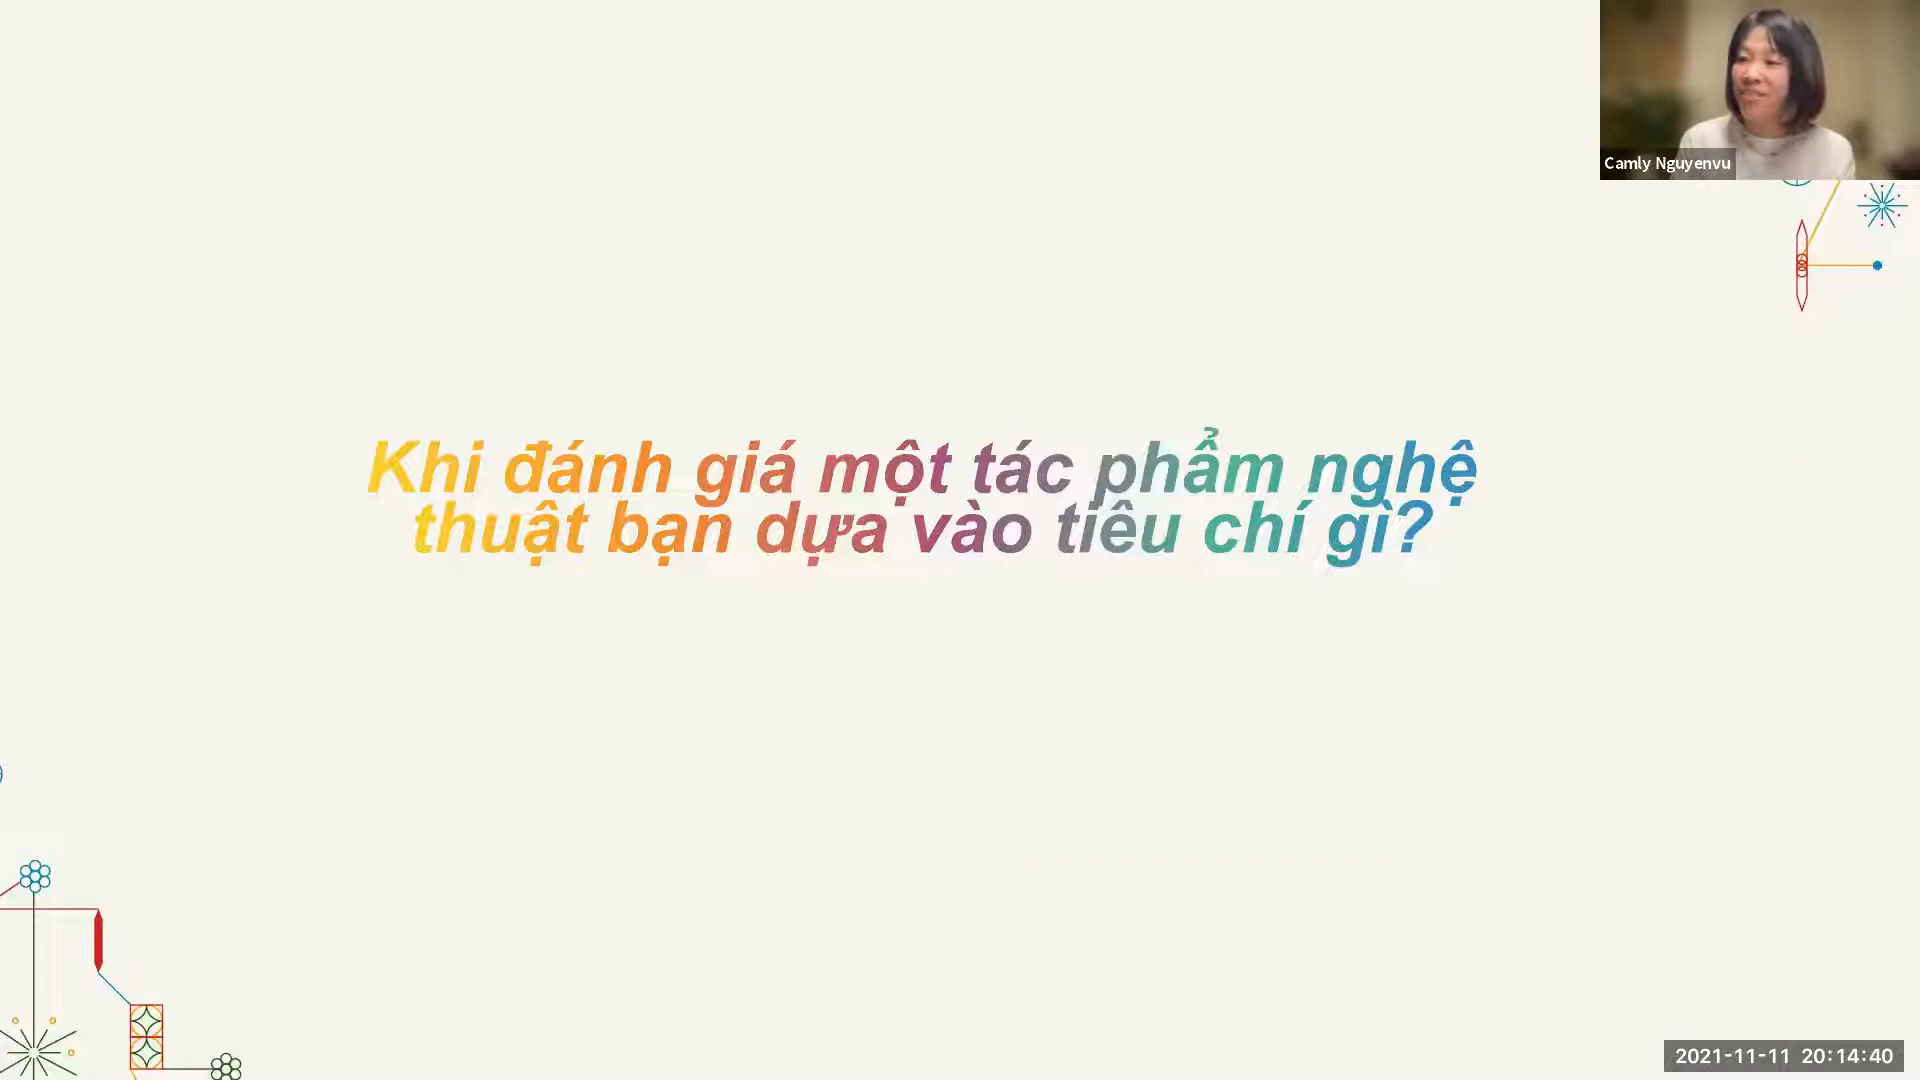 Camly Nguyenvu
Khi đánh giá một tác phẩm nghệ
thuật bạn dựa vào tiêu chí gì?
2021-11-11 20:14:40